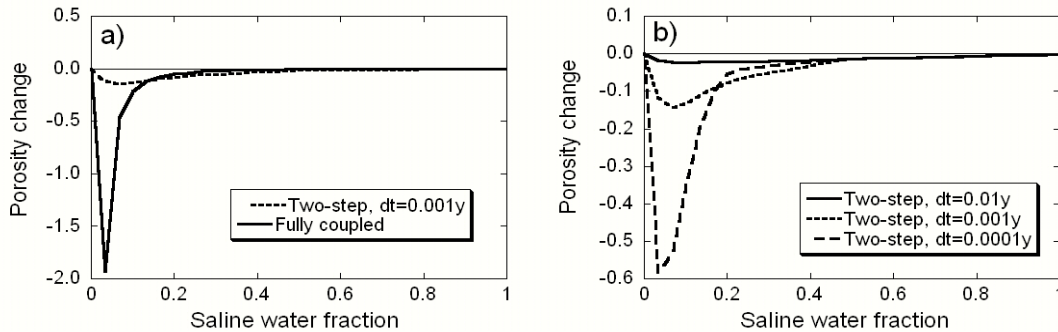 a)
0.5
0.0
-0.5
-1.0
-1.5
-2.0
Porosity change
Two-step, dt=0.001y
Fully coupled
0 0.2 0.4 0.6 0.8 1
Saline water fraction
b)
0.1
0.0
-0.1
-0.2
-0.3
-0.4
-0.5
-0.6
Porosity change
Two-step, dt=0.01y
Two-step, dt=0.001y
Two-step, dt=0.0001y
0 0.2 0.4 0.6 0.8 1
Saline water fraction